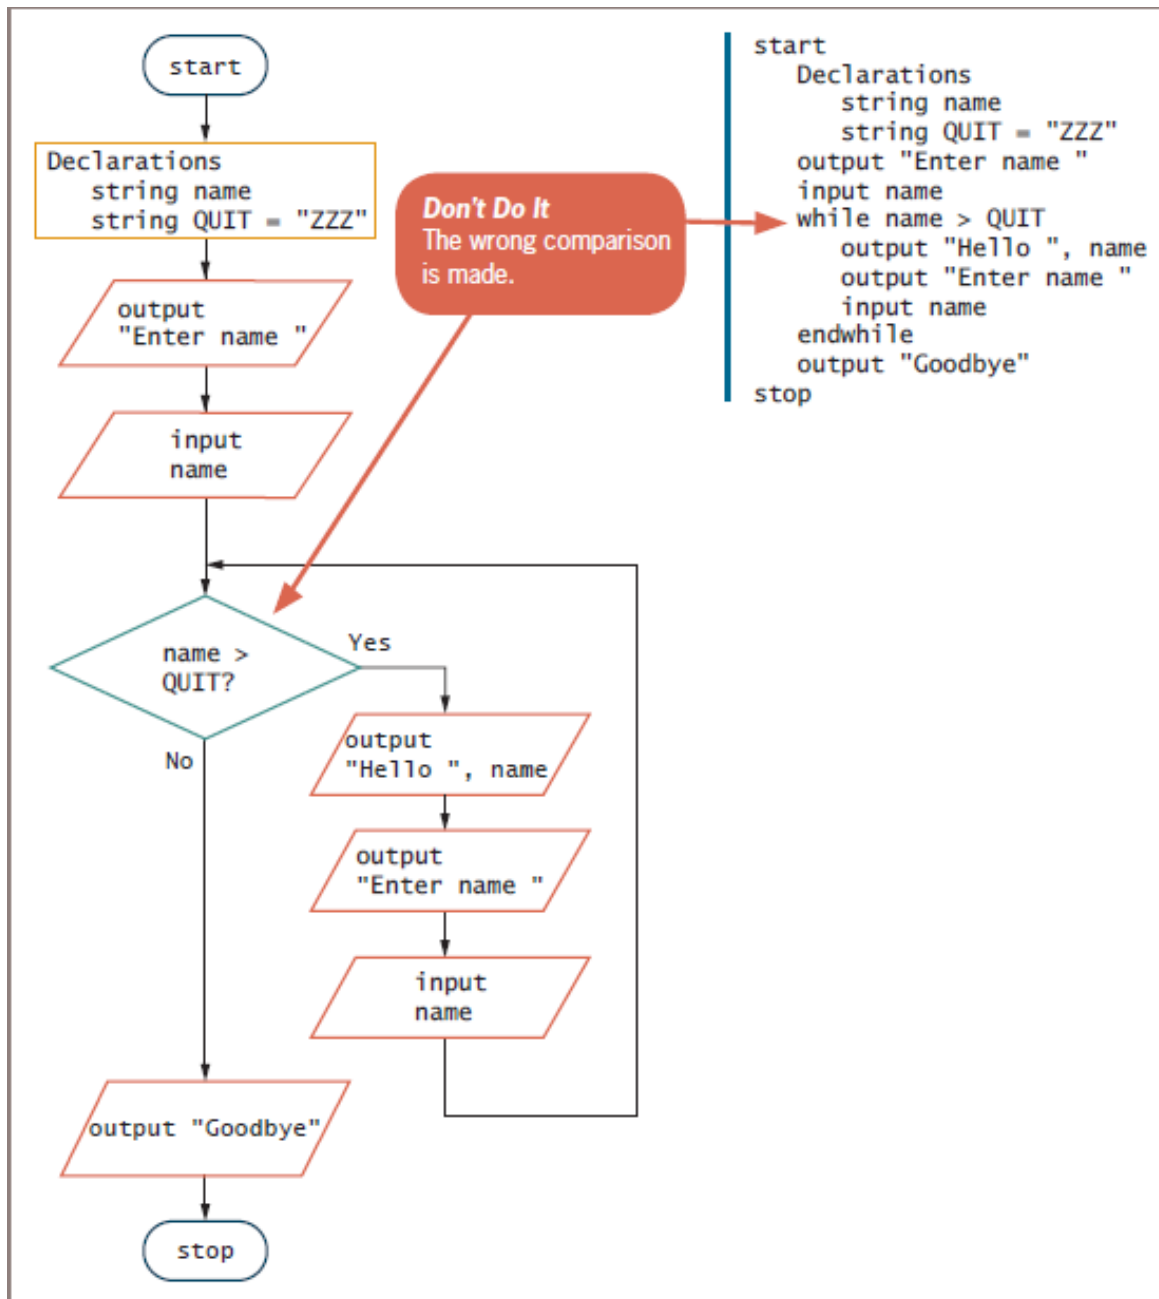 start
Declarations
string name
string QUIT = "ZZZ"
output
"Enter name "
input
name
name >
QUIT?
Yes
No
output
"Hello ", name
output
"Enter name "
input
name
output "Goodbye"
stop
Don't Do It
The wrong comparison
is made.
start
Declarations
string name
string QUIT = "ZZZ"
output "Enter name "
input name
while name > QUIT
output "Hello ", name
output "Enter name "
input name
endwhile
output "Goodbye"
stop